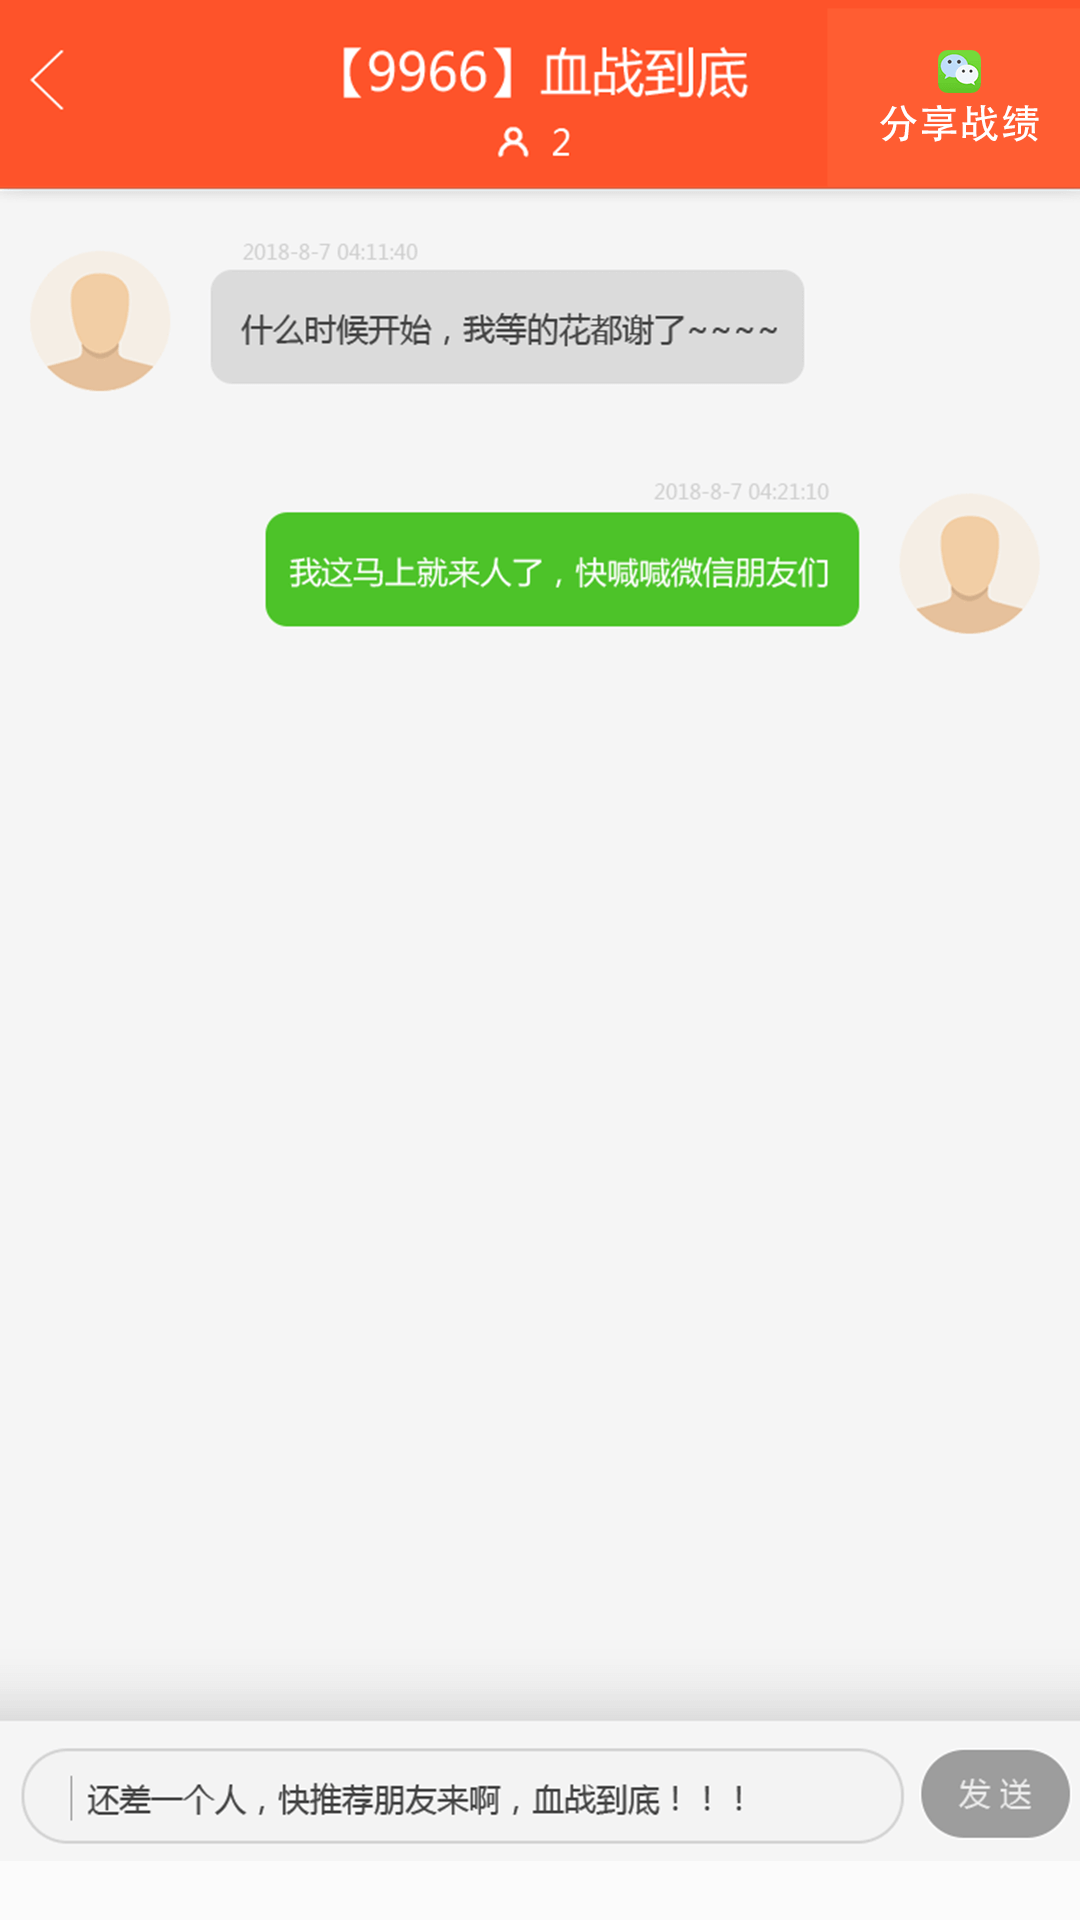 【9966】血战到底
2
分享战绩
2018-8-7 04:11:40
什么时候开始，我等的花都谢了~~~~
2018-8-7 04:21:10
我这马上就来人了，快喊喊微信朋友们
还差一个人，快推荐朋友来啊，血战到底！！！
发送